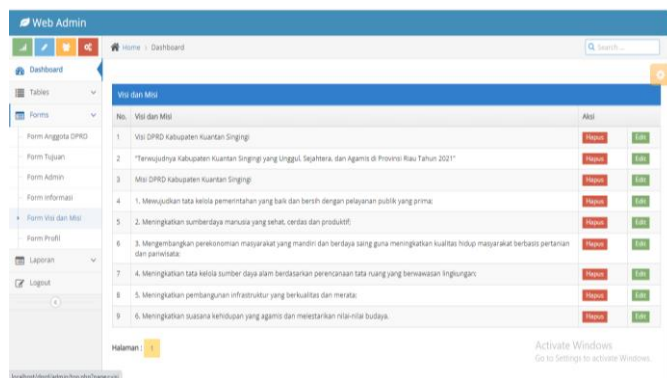 Web Admin
Home › Dashboard
Search ...
Dashboard
Tables
Forms
Form Anggota DPRD
Form Tujuan
Form Admin
Form Informasi
Form Visi dan Misi
Form Profil
Laporan
Logout
Visi dan Misi
No. Visi dan Misi Aksi
1 Visi DPRD Kabupaten Kuantan Singingi Hapus Edit
2 "Terwujudnya Kabupaten Kuantan Singingi yang Unggul, Sejahtera, dan Agamis di Provinsi Riau Tahun 2021" Hapus Edit
3 Misi DPRD Kabupaten Kuantan Singingi Hapus Edit
4 1. Mewujudkan tata kelola pemerintahan yang baik dan bersih dengan pelayanan publik yang prima; Hapus Edit
5 2. Meningkatkan sumberdaya manusia yang sehat, cerdas dan produktif; Hapus Edit
6 3. Mengembangkan perekonomian masyarakat yang mandiri dan berdaya saing guna meningkatkan kualitas hidup masyarakat berbasis pertanian Hapus Edit
dan pariwisata;
7 4. Meningkatkan tata kelola sumber daya alam berdasarkan perencanaan tata ruang yang berwawasan lingkungan; Hapus Edit
8 5. Meningkatkan pembangunan infrastruktur yang berkualitas dan merata; Hapus Edit
9 6. Meningkatkan suasana kehidupan yang agamis dan melestarikan nilai-nilai budaya. Hapus Edit
Halaman : 1
Activate Windows
Go to Settings to activate Windows.